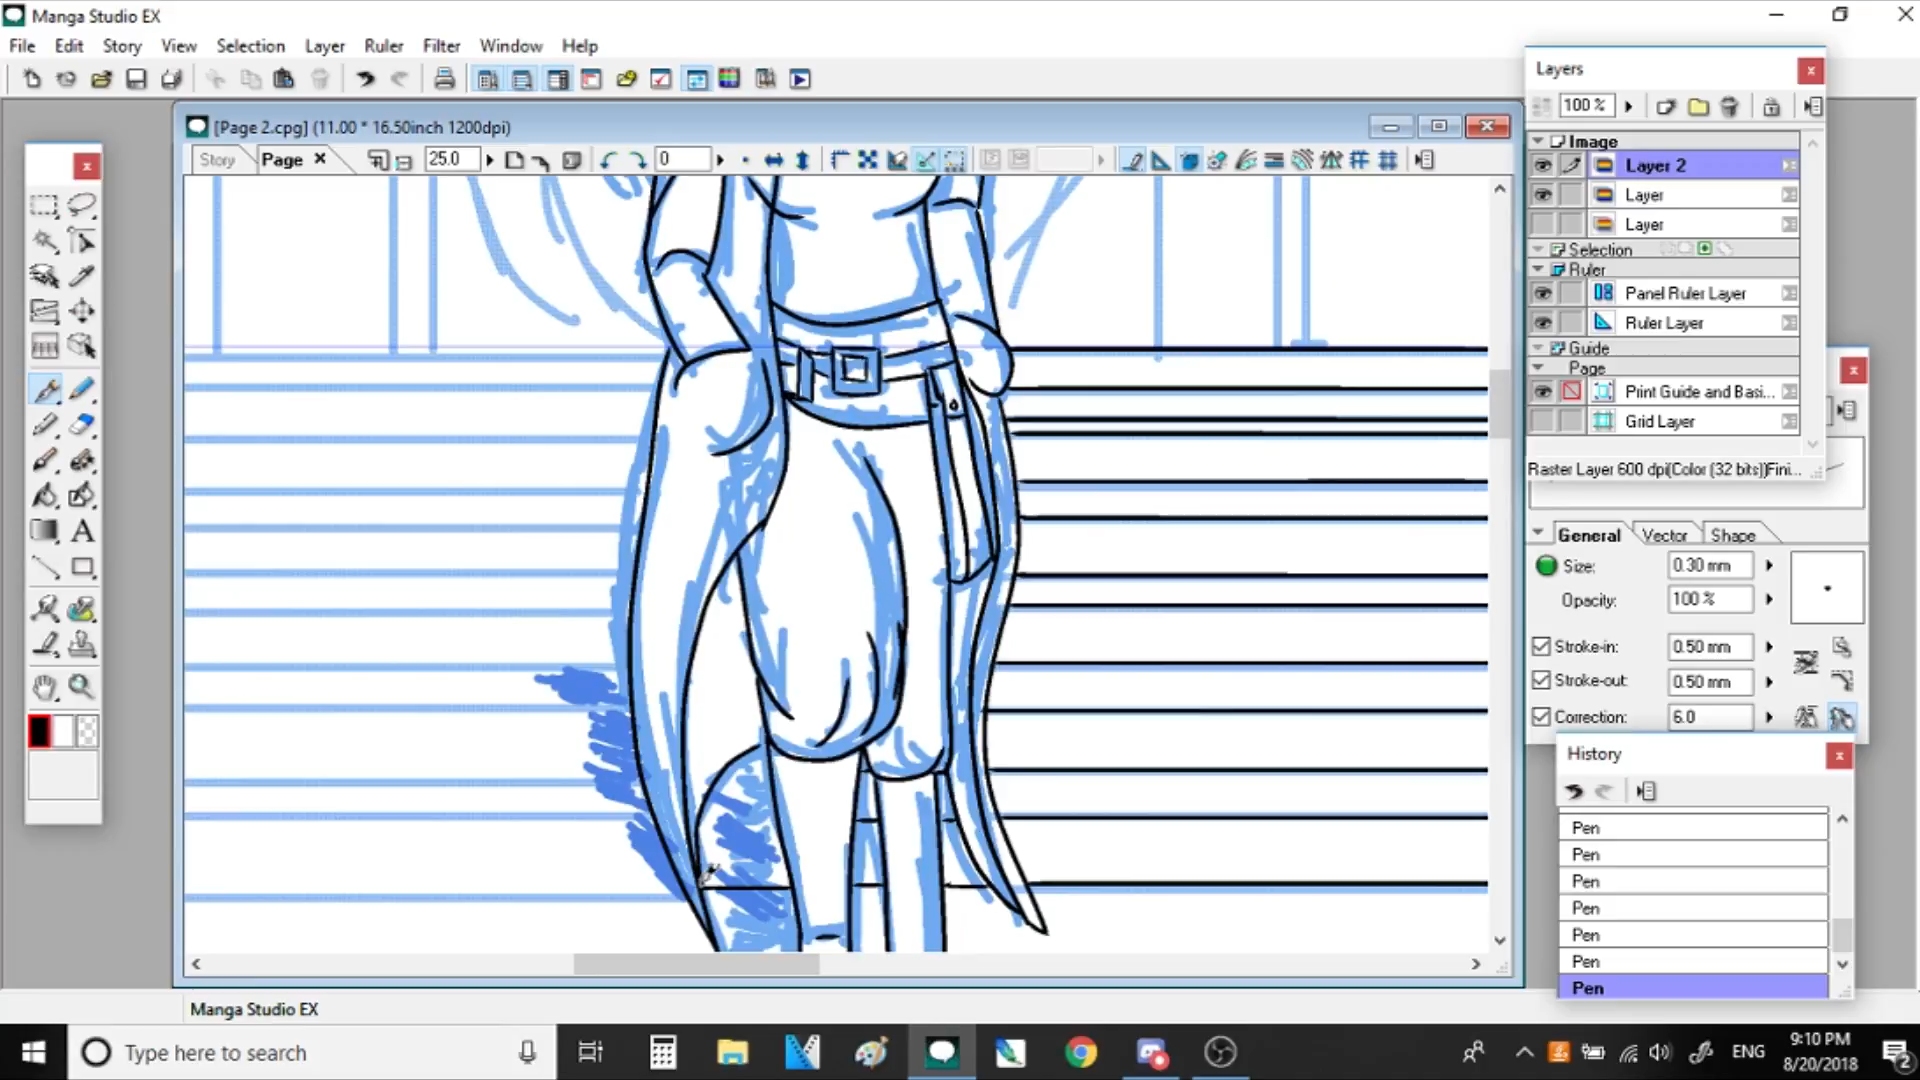 Manga Studio EX
File Edit Story View Selection Layer Ruler Filter Window Help
[Page 2.cpg] (11.00 * 16.50inch 1200dpi)
Story Page 25.0 0
Layers
100 %
Image
Layer 2
Layer
Layer
Selection
Ruler
Panel Ruler Layer
Ruler Layer
Guide
Page
Print Guide and Basi...
Grid Layer
Raster Layer 600 dpi(Color (32 bits))Fini...
General Vector Shape
Size: 0.30 mm
Opacity: 100 %
Stroke-in: 0.50 mm
Stroke-out: 0.50 mm
Correction: 6.0
History
Pen
Pen
Pen
Pen
Pen
Pen
Pen
Manga Studio EX
Type here to search
ENG
9:10 PM
8/20/2018
2